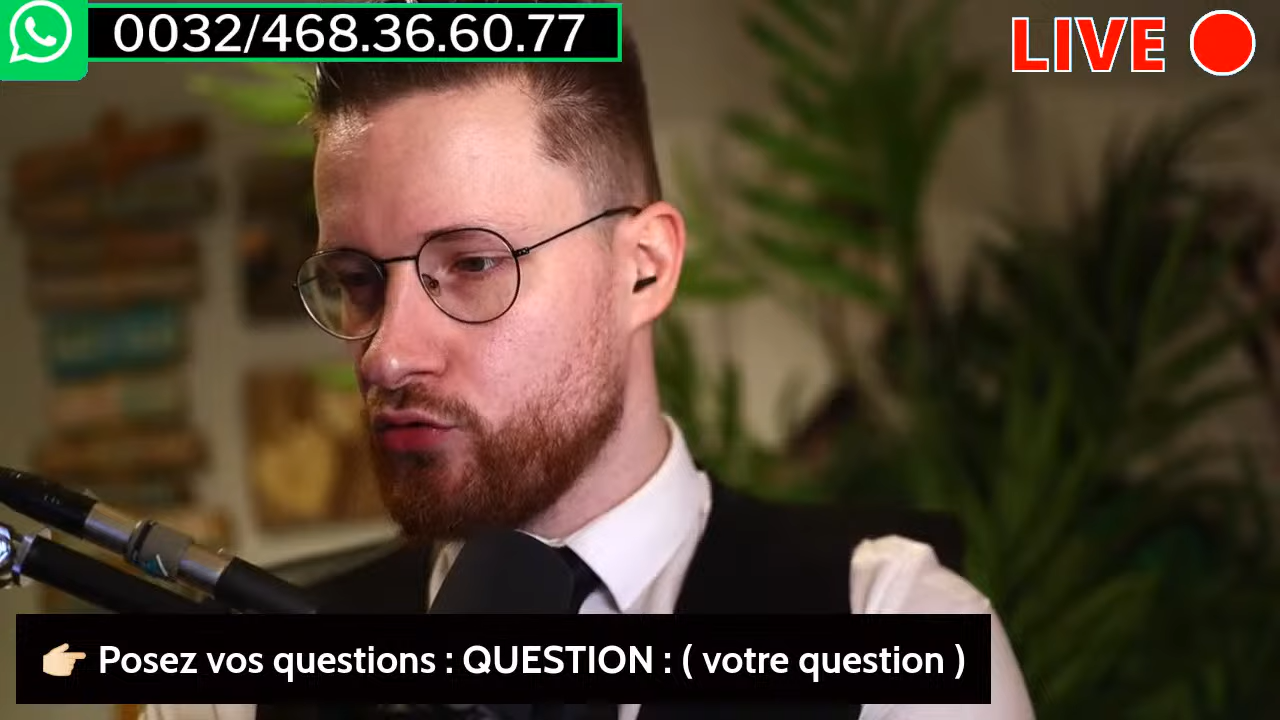 0032/468.36.60.77
LIVE
👉🏻 Posez vos questions : QUESTION : ( votre question )